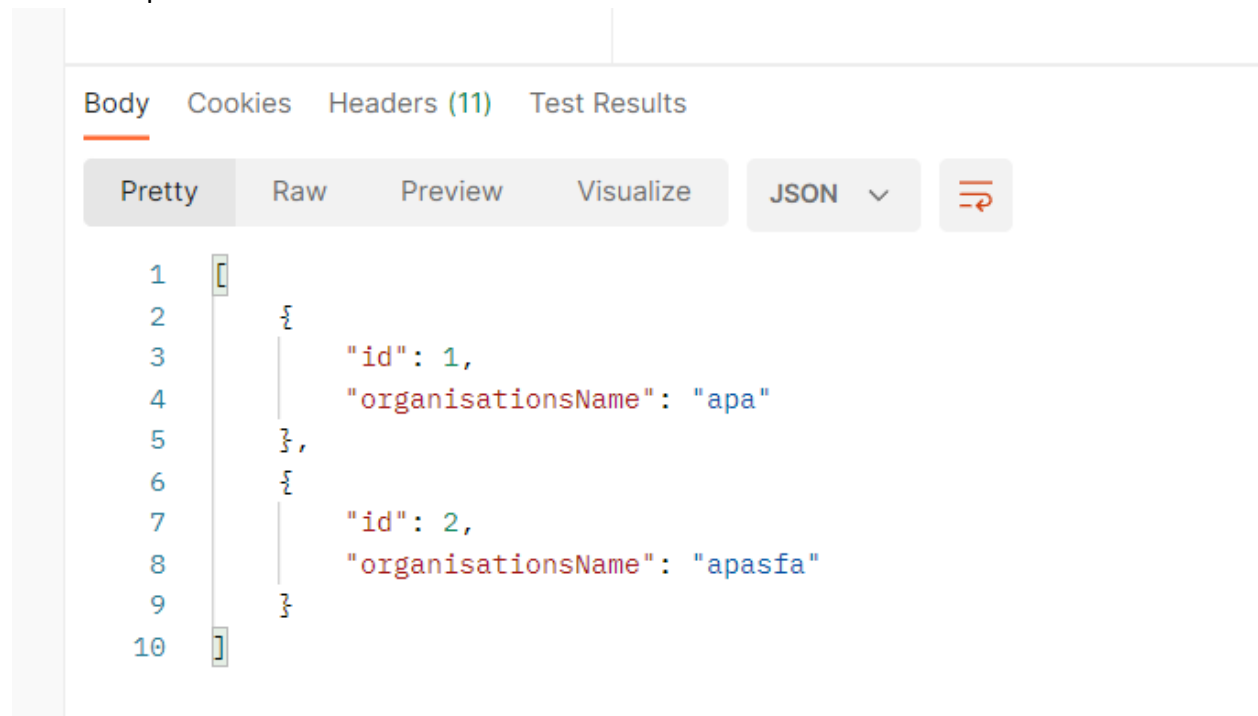 Body Cookies Headers (11) Test Results
Pretty Raw Preview Visualize JSON
1 [
2 {
3 "id": 1,
4 "organisationsName": "apa"
5 },
6 {
7 "id": 2,
8 "organisationsName": "apasfa"
9 }
10 ]